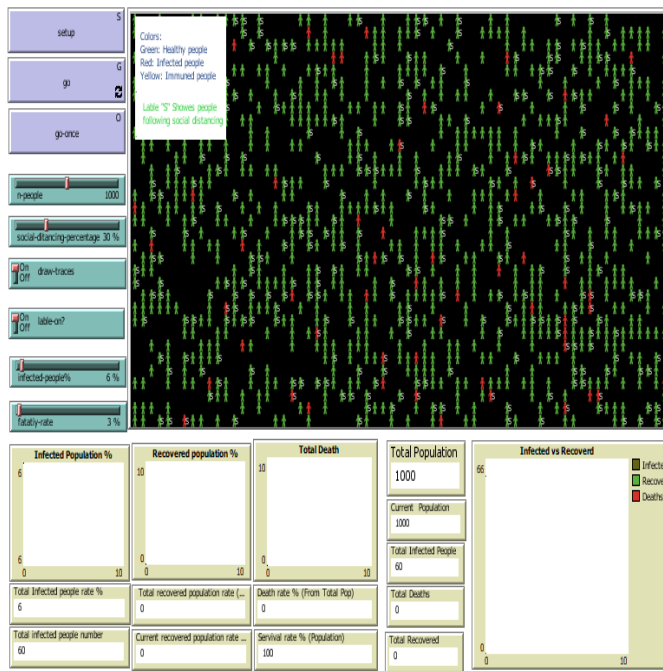 S
setup
G
go
O
go-once
n-people 1000
social-ditancing-percentage 30 %
On
Off
draw-traces
On
Off
lable-on?
infected-people% 6 %
fatatiy-rate 3 %
Colors:
Green: Healthy people
Red: Infected people
Yellow: Immuned people
Lable "S" Showes people
following social distancing
Infected Population %
6
6
0 10
Recovered population %
10
0
0 10
Total Death
10
0
0 10
Total Population
1000
Current Population
1000
Total Infected People
60
Total Deaths
0
Total Recovered
0
Infected vs Recoverd
66
0
0 10
Infecte
Recove
Deaths
Total Infected people rate %
6
Total recovered population rate (...
0
Death rate % (From Total Pop)
0
Total infected people number
60
Current recovered population rate ...
0
Servival rate % (Population)
100